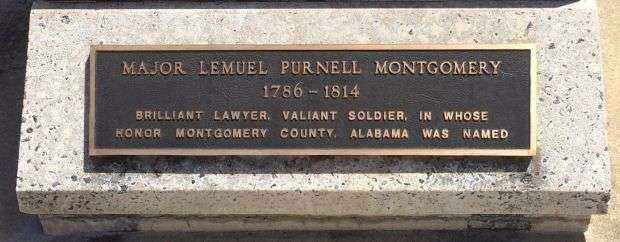 MAJOR LEMUEL PURNELL MONTGOMERY
1786 – 1814
BRILLIANT LAWYER, VALIANT SOLDIER, IN WHOSE
HONOR MONTGOMERY COUNTY, ALABAMA WAS NAMED